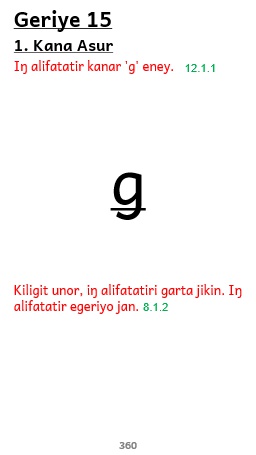 Geriye 15
1. Kana Asur
Iŋ alifatatir kanar 'g' eney. 12.1.1
g
Kiligit unor, iŋ alifatatiri garta jikin. Iŋ
alifatatir egeriyo jan. 8.1.2
360